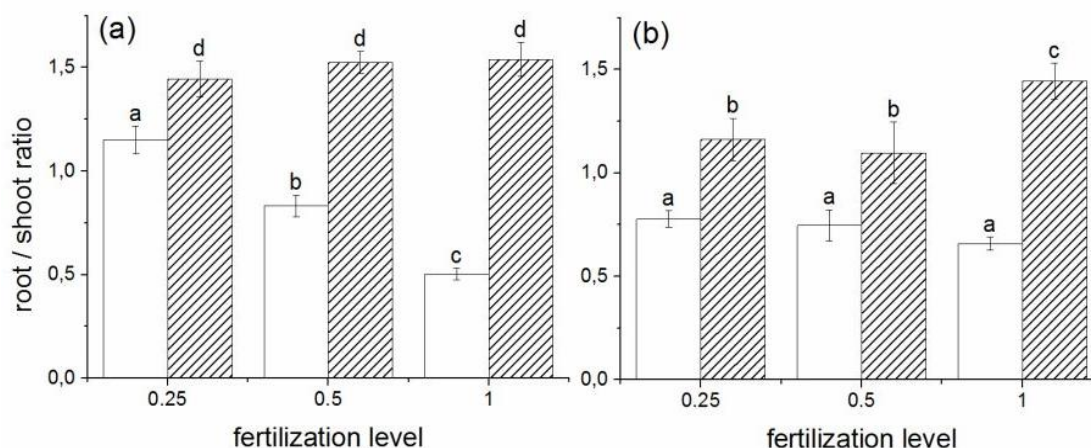 (a)
root / shoot ratio
1,5
1,0
0,5
0,0
a
d
b
d
c
d
0.25
0.5
1
fertilization level
(b)
1,5
1,0
0,5
0,0
a
b
a
b
a
c
0.25
0.5
1
fertilization level